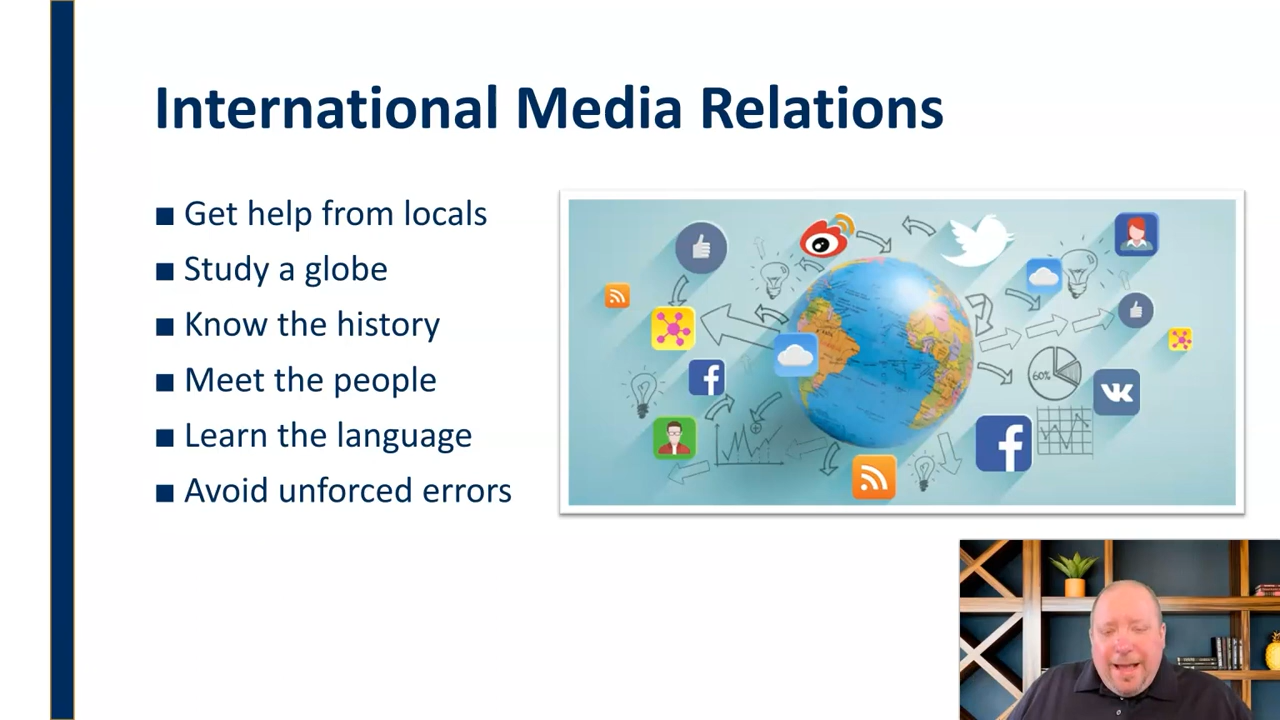 International Media Relations
Get help from locals
Study a globe
Know the history
Meet the people
Learn the language
Avoid unforced errors
60%